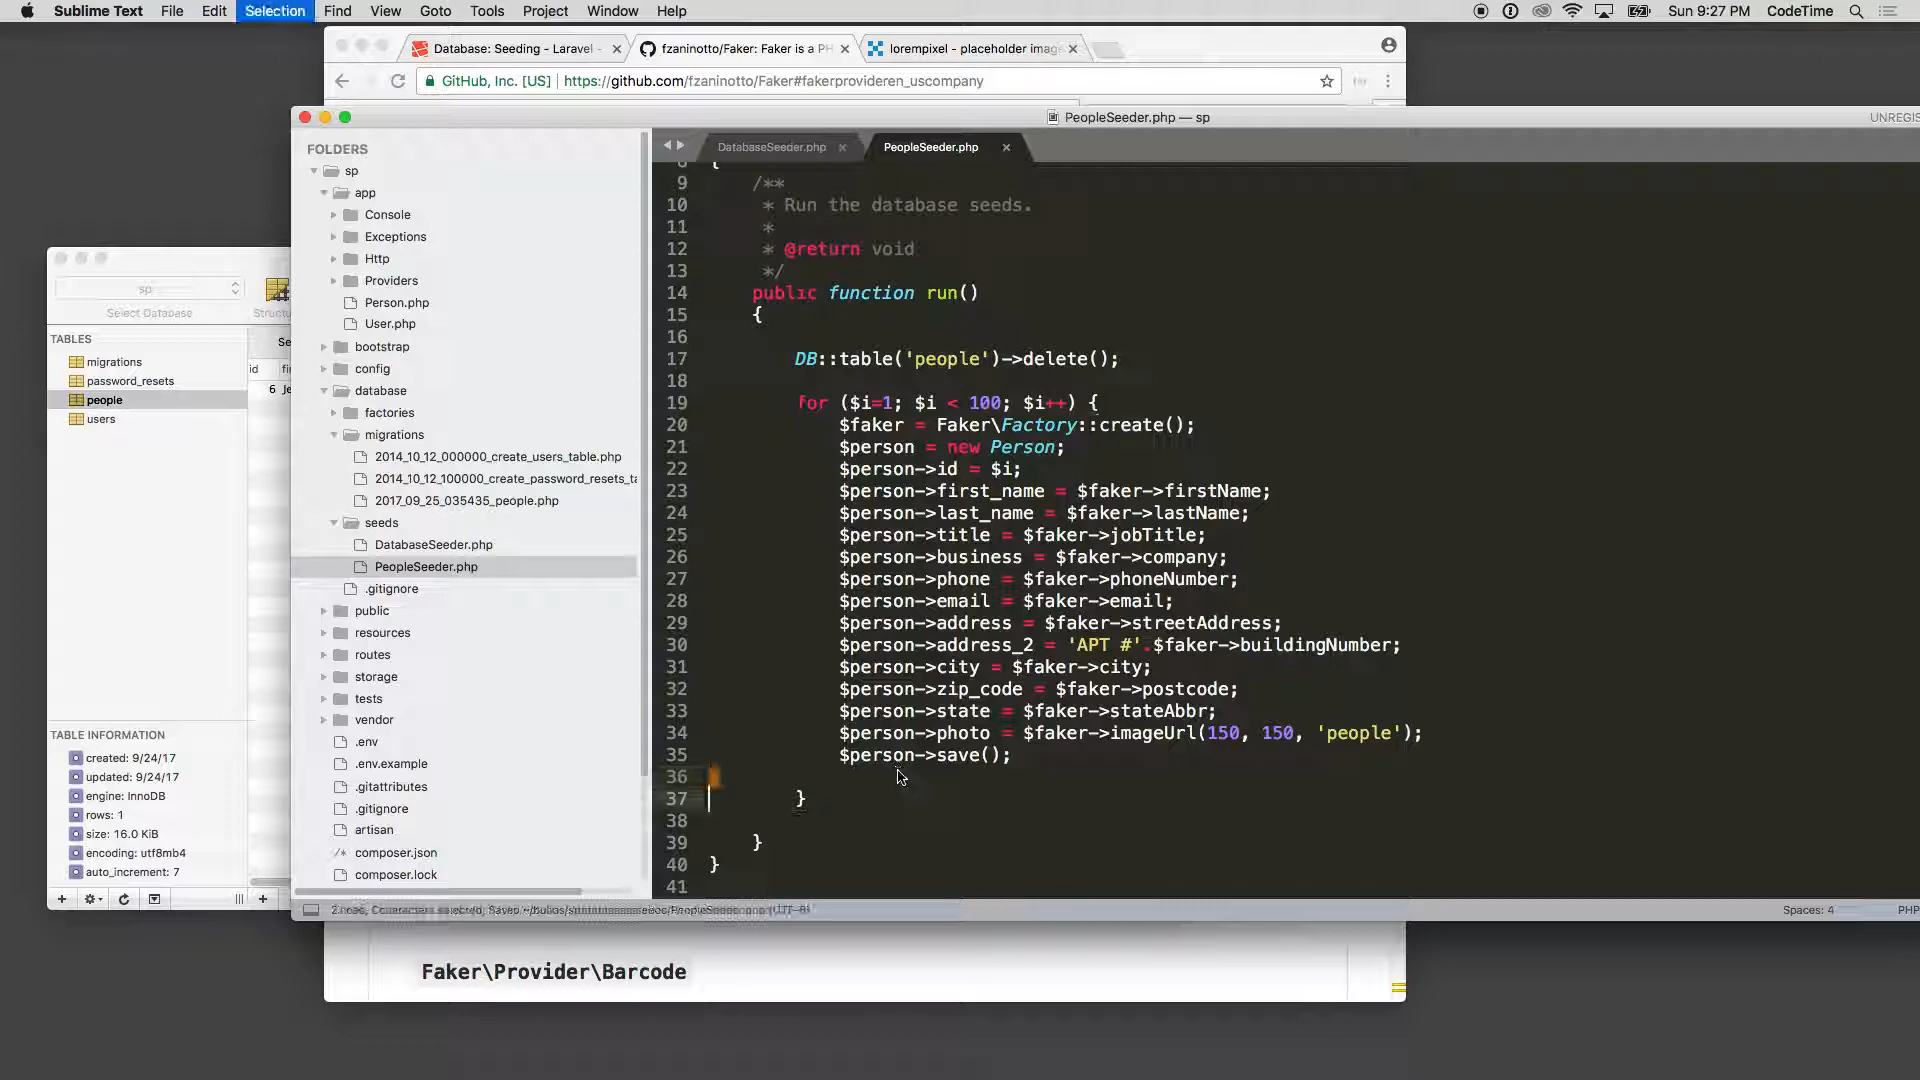 Sublime Text File Edit Selection Find View Goto Tools Project Window Help Sun 9:27 PM CodeTime
Database: Seeding - Laravel - fzaninotto/Faker: Faker is a PH lorempixel - placeholder imag
GitHub, Inc. [US] | https://github.com/fzaninotto/Faker#fakerprovideren_uscompany
PeopleSeeder.php — sp UNREGIS
FOLDERS
sp
app
Console
Exceptions
Http
Providers
Person.php
User.php
bootstrap
config
database
factories
migrations
2014_10_12_000000_create_users_table.php
2014_10_12_100000_create_password_resets_ta
2017_09_25_035435_people.php
seeds
DatabaseSeeder.php
PeopleSeeder.php
.gitignore
public
resources
routes
storage
tests
vendor
.env
.env.example
.gitattributes
.gitignore
artisan
composer.json
composer.lock
DatabaseSeeder.php PeopleSeeder.php
8 {
9 /**
10 * Run the database seeds.
11 *
12 * @return void
13 */
14 public function run()
15 {
16
17 DB::table('people')->delete();
18
19 for ($i=1; $i < 100; $i++) {
20 $faker = Faker\Factory::create();
21 $person = new Person;
22 $person->id = $i;
23 $person->first_name = $faker->firstName;
24 $person->last_name = $faker->lastName;
25 $person->title = $faker->jobTitle;
26 $person->business = $faker->company;
27 $person->phone = $faker->phoneNumber;
28 $person->email = $faker->email;
29 $person->address = $faker->streetAddress;
30 $person->address_2 = 'APT #'.$faker->buildingNumber;
31 $person->city = $faker->city;
32 $person->zip_code = $faker->postcode;
33 $person->state = $faker->stateAbbr;
34 $person->photo = $faker->imageUrl(150, 150, 'people');
35 $person->save();
36
37 }
38
39 }
40 }
41
Spaces: 4 PHP
sp
Select Database Structu
TABLES
migrations
password_resets
people
users
Se
id fi
6 Je
TABLE INFORMATION
created: 9/24/17
updated: 9/24/17
engine: InnoDB
rows: 1
size: 16.0 KiB
encoding: utf8mb4
auto_increment: 7
Faker\Provider\Barcode